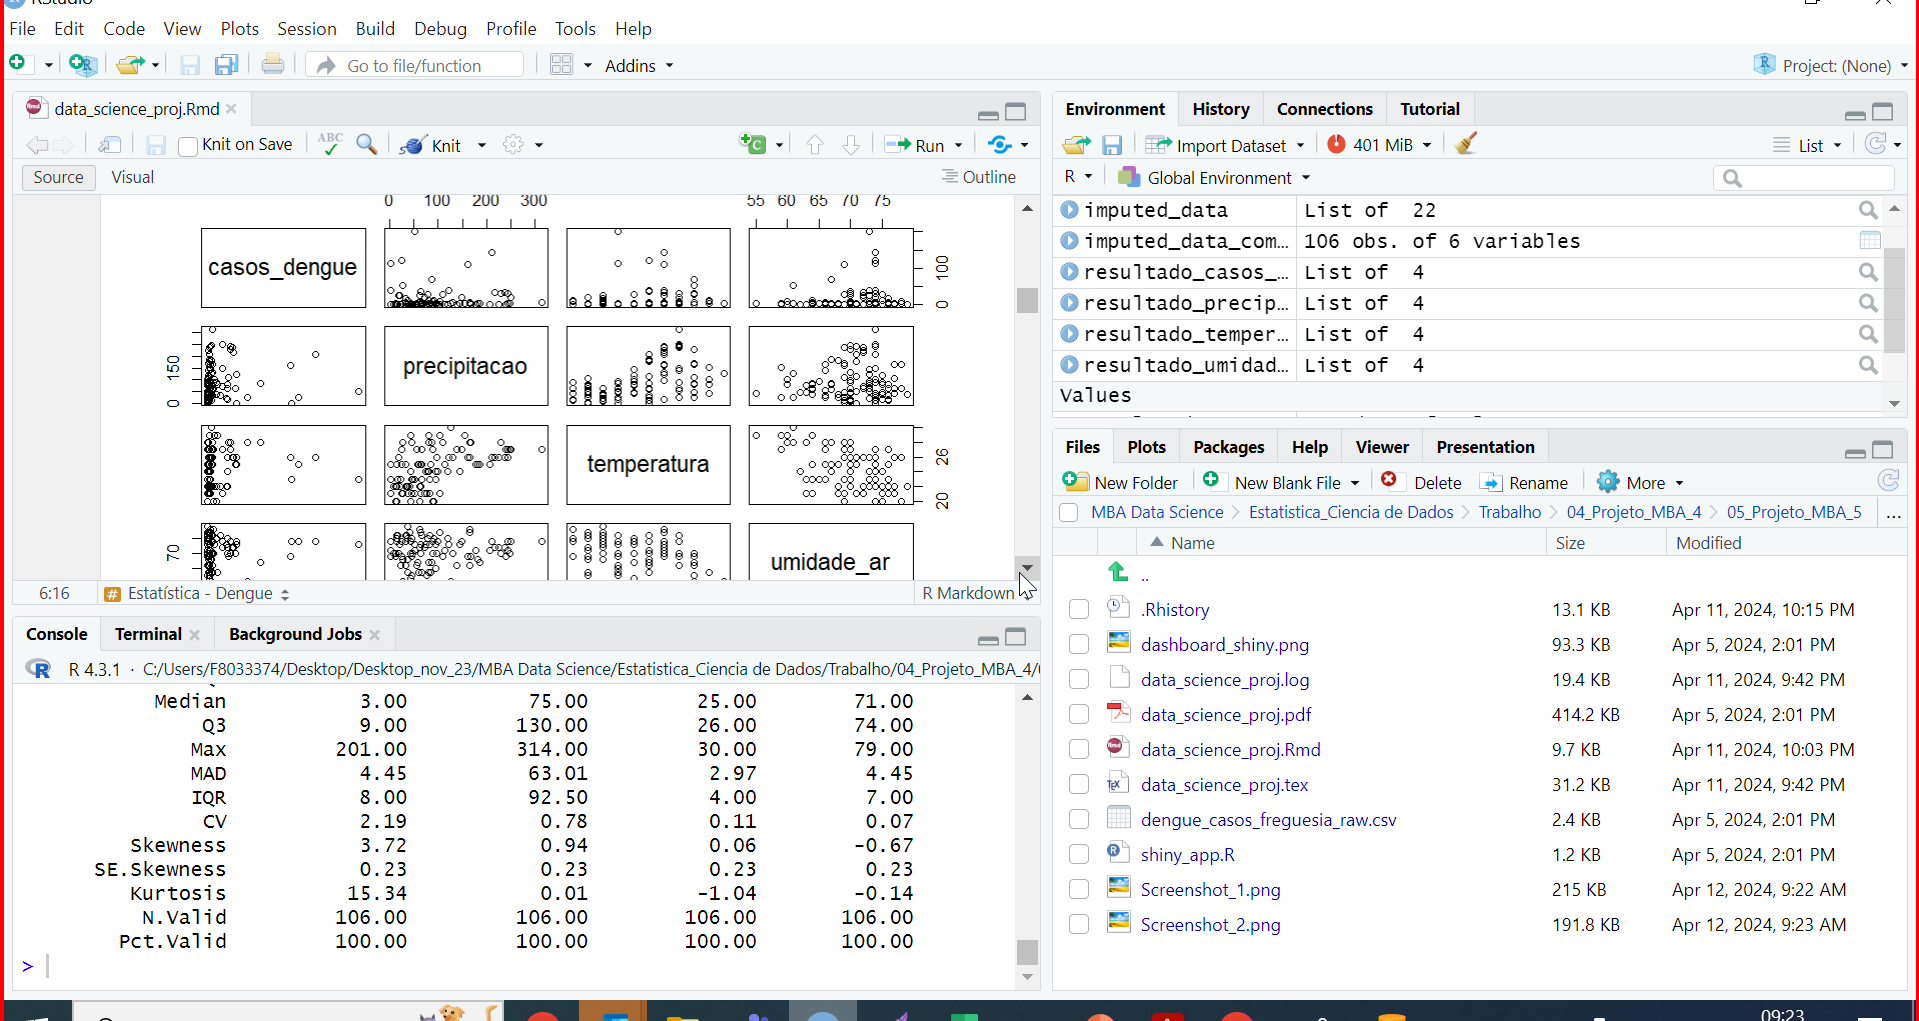 RStudio
File Edit Code View Plots Session Build Debug Profile Tools Help
Go to file/function Addins Project: (None)
data_science_proj.Rmd
Knit on Save ABC Knit Run
Source Visual Outline
0 100 200 300 55 60 65 70 75
casos_dengue
0 100
precipitacao
0 150
temperatura
20 26
umidade_ar
70
6:16 # Estatística - Dengue R Markdown
Console Terminal Background Jobs
R 4.3.1 · C:/Users/F8033374/Desktop/Desktop_nov_23/MBA Data Science/Estatistica_Ciencia de Dados/Trabalho/04_Projeto_MBA_4/
Median 3.00 75.00 25.00 71.00
Q3 9.00 130.00 26.00 74.00
Max 201.00 314.00 30.00 79.00
MAD 4.45 63.01 2.97 4.45
IQR 8.00 92.50 4.00 7.00
CV 2.19 0.78 0.11 0.07
Skewness 3.72 0.94 0.06 -0.67
SE.Skewness 0.23 0.23 0.23 0.23
Kurtosis 15.34 0.01 -1.04 -0.14
N.Valid 106.00 106.00 106.00 106.00
Pct.Valid 100.00 100.00 100.00 100.00
>
Environment History Connections Tutorial
Import Dataset 401 MiB List
R Global Environment
imputed_data List of 22
imputed_data_com… 106 obs. of 6 variables
resultado_casos_… List of 4
resultado_precip… List of 4
resultado_temper… List of 4
resultado_umidad… List of 4
Values
Files Plots Packages Help Viewer Presentation
New Folder New Blank File Delete Rename More
MBA Data Science > Estatistica_Ciencia de Dados > Trabalho > 04_Projeto_MBA_4 > 05_Projeto_MBA_5 ...
Name Size Modified
..
.Rhistory 13.1 KB Apr 11, 2024, 10:15 PM
dashboard_shiny.png 93.3 KB Apr 5, 2024, 2:01 PM
data_science_proj.log 19.4 KB Apr 11, 2024, 9:42 PM
data_science_proj.pdf 414.2 KB Apr 5, 2024, 2:01 PM
data_science_proj.Rmd 9.7 KB Apr 11, 2024, 10:03 PM
data_science_proj.tex 31.2 KB Apr 11, 2024, 9:42 PM
dengue_casos_freguesia_raw.csv 2.4 KB Apr 5, 2024, 2:01 PM
shiny_app.R 1.2 KB Apr 5, 2024, 2:01 PM
Screenshot_1.png 215 KB Apr 12, 2024, 9:22 AM
Screenshot_2.png 191.8 KB Apr 12, 2024, 9:23 AM
09:23